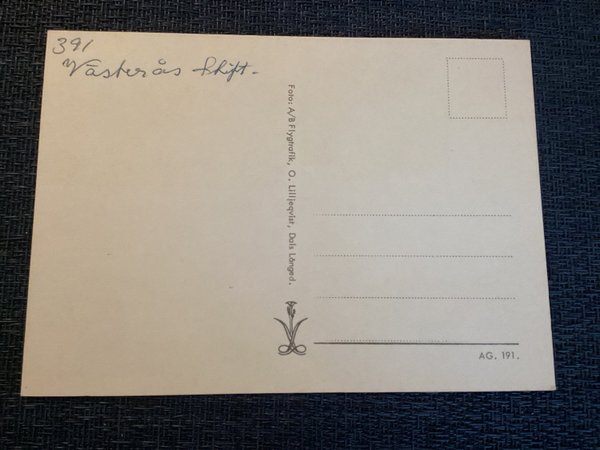 391
Västerås Stift.
Foto: A/B Flygtrafik, O. Lilljeqvist, Dals Långed.
AG. 191.